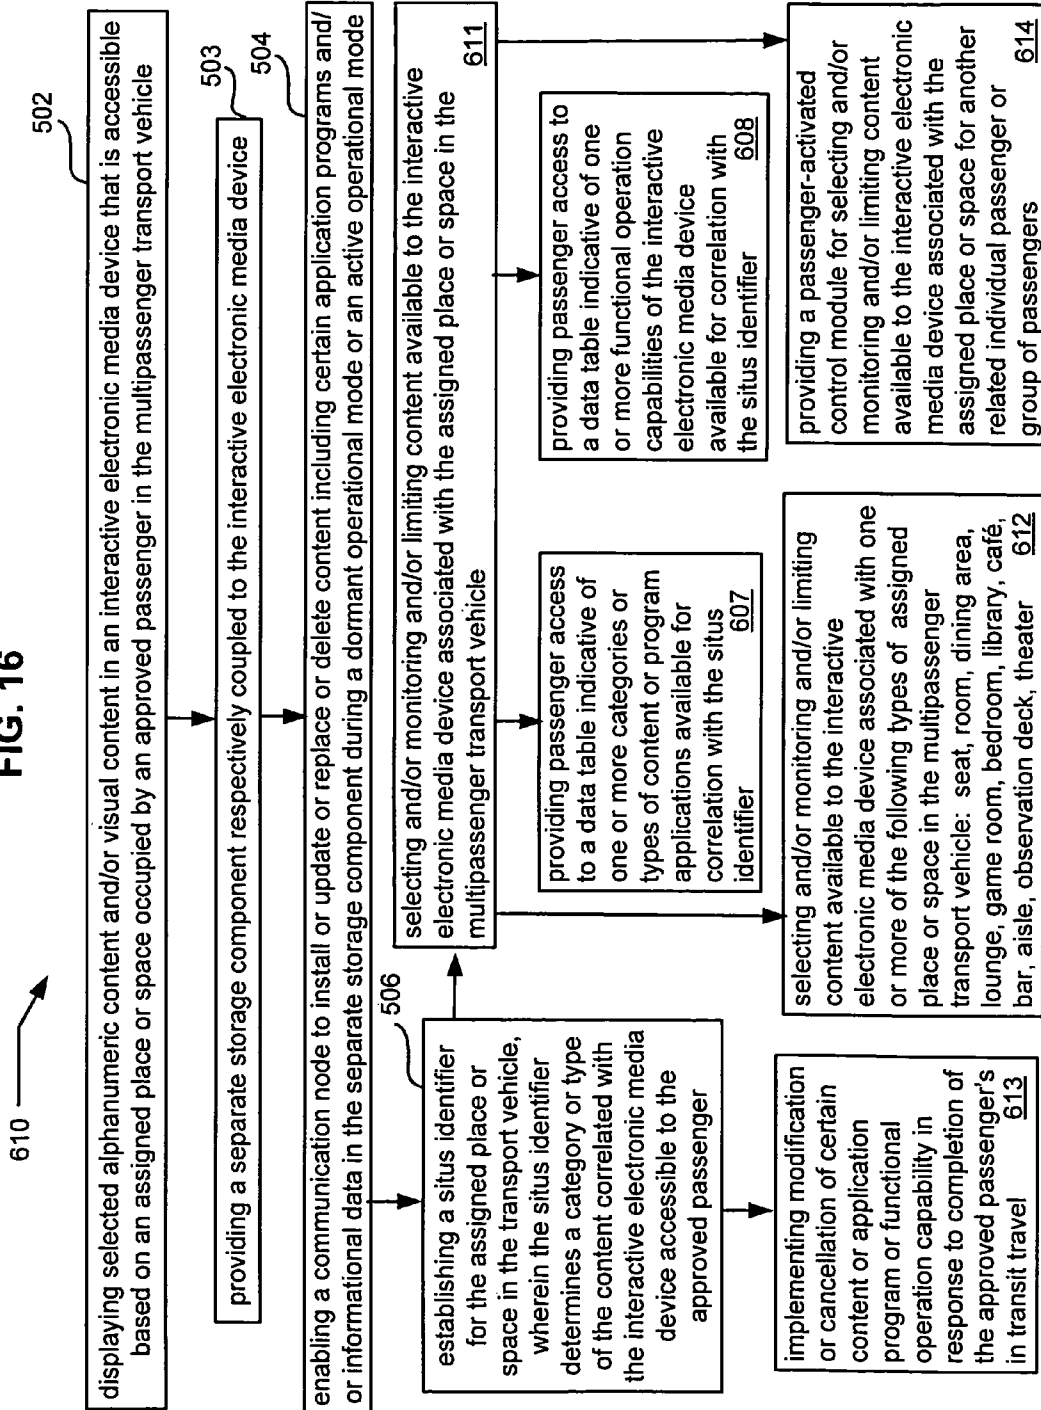 FIG. 16
610
502
displaying selected alphanumeric content and/or visual content in an interactive electronic media device that is accessible
based on an assigned place or space occupied by an approved passenger in the multipassenger transport vehicle
503
providing a separate storage component respectively coupled to the interactive electronic media device
504
enabling a communication node to install or update or replace or delete content including certain application programs and/
or informational data in the separate storage component during a dormant operational mode or an active operational mode
506
establishing a situs identifier
for the assigned place or
space in the transport vehicle,
wherein the situs identifier
determines a category or type
of the content correlated with
the interactive electronic media
device accessible to the
approved passenger
selecting and/or monitoring and/or limiting content available to the interactive
electronic media device associated with the assigned place or space in the
multipassenger transport vehicle
611
providing passenger access
to a data table indicative of
one or more categories or
types of content or program
applications available for
correlation with the situs
identifier
607
providing passenger access to
a data table indicative of one
or more functional operation
capabilities of the interactive
electronic media device
available for correlation with
the situs identifier
608
implementing modification
or cancellation of certain
content or application
program or functional
operation capability in
response to completion of
the approved passenger's
in transit travel
613
selecting and/or monitoring and/or limiting
content available to the interactive
electronic media device associated with one
or more of the following types of assigned
place or space in the multipassenger
transport vehicle: seat, room, dining area,
lounge, game room, bedroom, library, café,
bar, aisle, observation deck, theater
612
providing a passenger-activated
control module for selecting and/or
monitoring and/or limiting content
available to the interactive electronic
media device associated with the
assigned place or space for another
related individual passenger or
group of passengers
614